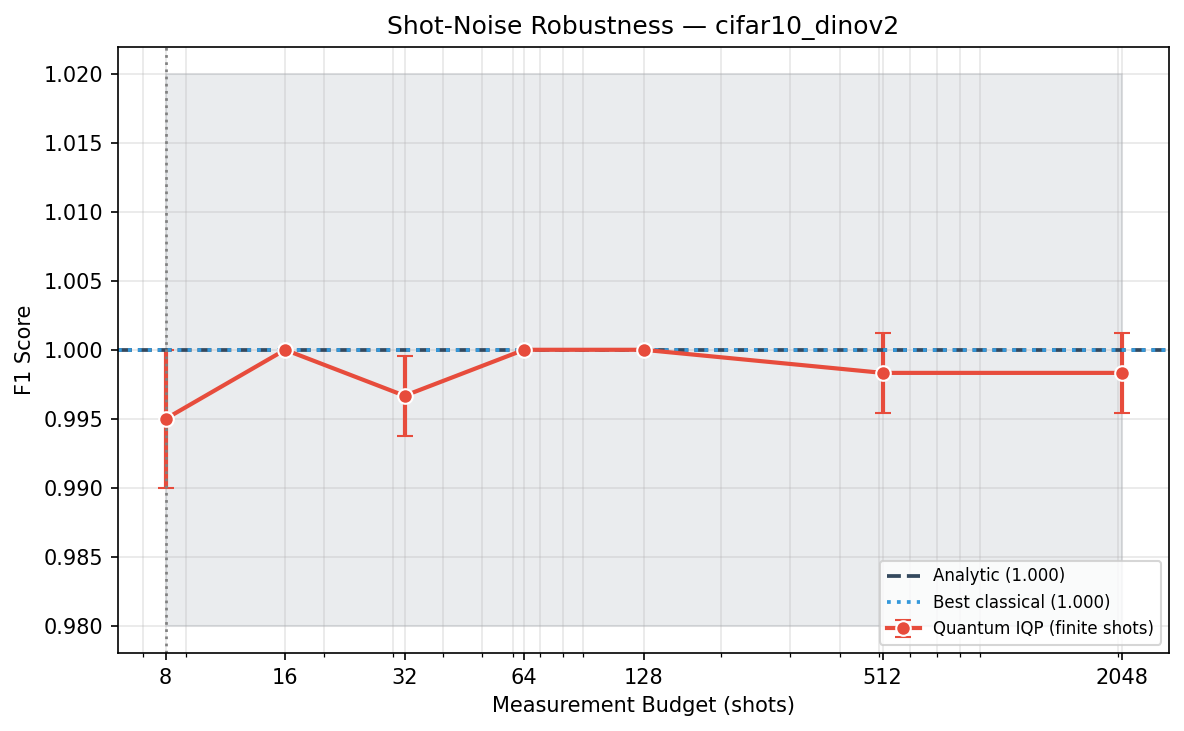 Shot-Noise Robustness — cifar10_dinov2
F1 Score
1.020
1.015
1.010
1.005
1.000
0.995
0.990
0.985
0.980
Analytic (1.000)
Best classical (1.000)
Quantum IQP (finite shots)
8 16 32 64 128 512 2048
Measurement Budget (shots)